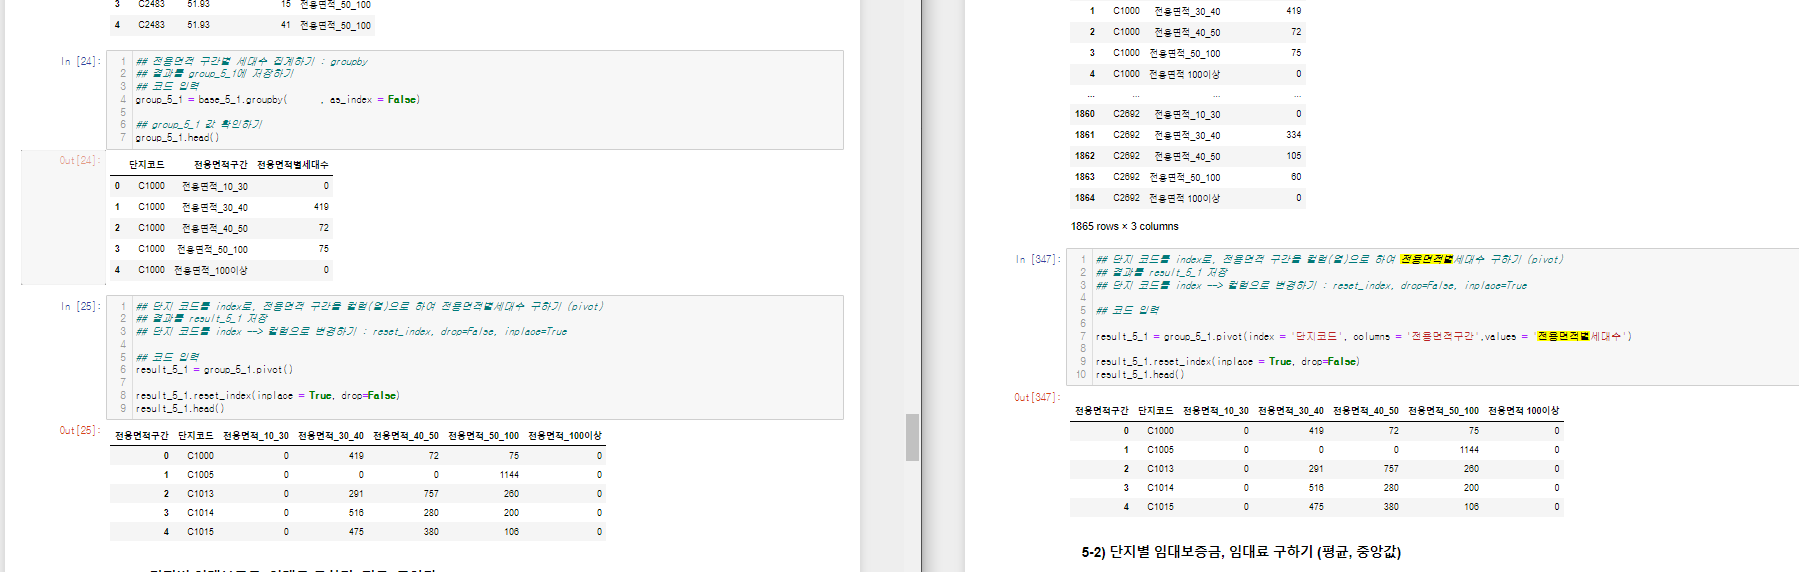 3 C2483 51.93 15 전용면적_50_100
4 C2483 51.93 41 전용면적_50_100
In [24]:
1 ## 전용면적 구간별 세대수 집계하기 : groupby
2 ## 결과를 group_5_1에 저장하기
3 ## 코드 입력
4 group_5_1 = base_5_1.groupby( , as_index = False)
5
6 ## group_5_1 값 확인하기
7 group_5_1.head()
Out[24]:
단지코드 전용면적구간 전용면적별세대수
0 C1000 전용면적_10_30 0
1 C1000 전용면적_30_40 419
2 C1000 전용면적_40_50 72
3 C1000 전용면적_50_100 75
4 C1000 전용면적_100이상 0
In [25]:
1 ## 단지 코드를 index로, 전용면적 구간을 컬럼(열)으로 하여 전용면적별세대수 구하기 (pivot)
2 ## 결과를 result_5_1 저장
3 ## 단지 코드를 index --> 컬럼으로 변경하기 : reset_index, drop=False, inplace=True
4
5 ## 코드 입력
6 result_5_1 = group_5_1.pivot()
7
8 result_5_1.reset_index(inplace = True, drop=False)
9 result_5_1.head()
Out[25]:
전용면적구간 단지코드 전용면적_10_30 전용면적_30_40 전용면적_40_50 전용면적_50_100 전용면적_100이상
0 C1000 0 419 72 75 0
1 C1005 0 0 0 1144 0
2 C1013 0 291 757 260 0
3 C1014 0 516 280 200 0
4 C1015 0 475 380 106 0
1 C1000 전용면적_30_40 419
2 C1000 전용면적_40_50 72
3 C1000 전용면적_50_100 75
4 C1000 전용면적 100이상 0
... ... ... ...
1860 C2692 전용면적_10_30 0
1861 C2692 전용면적_30_40 334
1862 C2692 전용면적_40_50 105
1863 C2692 전용면적_50_100 60
1864 C2692 전용면적 100이상 0
1865 rows × 3 columns
In [347]:
1 ## 단지 코드를 index로, 전용면적 구간을 컬럼(열)으로 하여 전용면적별세대수 구하기 (pivot)
2 ## 결과를 result_5_1 저장
3 ## 단지 코드를 index --> 컬럼으로 변경하기 : reset_index, drop=False, inplace=True
4
5 ## 코드 입력
6
7 result_5_1 = group_5_1.pivot(index = '단지코드', columns = '전용면적구간',values = '전용면적별세대수')
8
9 result_5_1.reset_index(inplace = True, drop=False)
10 result_5_1.head()
Out[347]:
전용면적구간 단지코드 전용면적_10_30 전용면적_30_40 전용면적_40_50 전용면적_50_100 전용면적 100이상
0 C1000 0 419 72 75 0
1 C1005 0 0 0 1144 0
2 C1013 0 291 757 260 0
3 C1014 0 516 280 200 0
4 C1015 0 475 380 106 0
5-2) 단지별 임대보증금, 임대료 구하기 (평균, 중앙값)